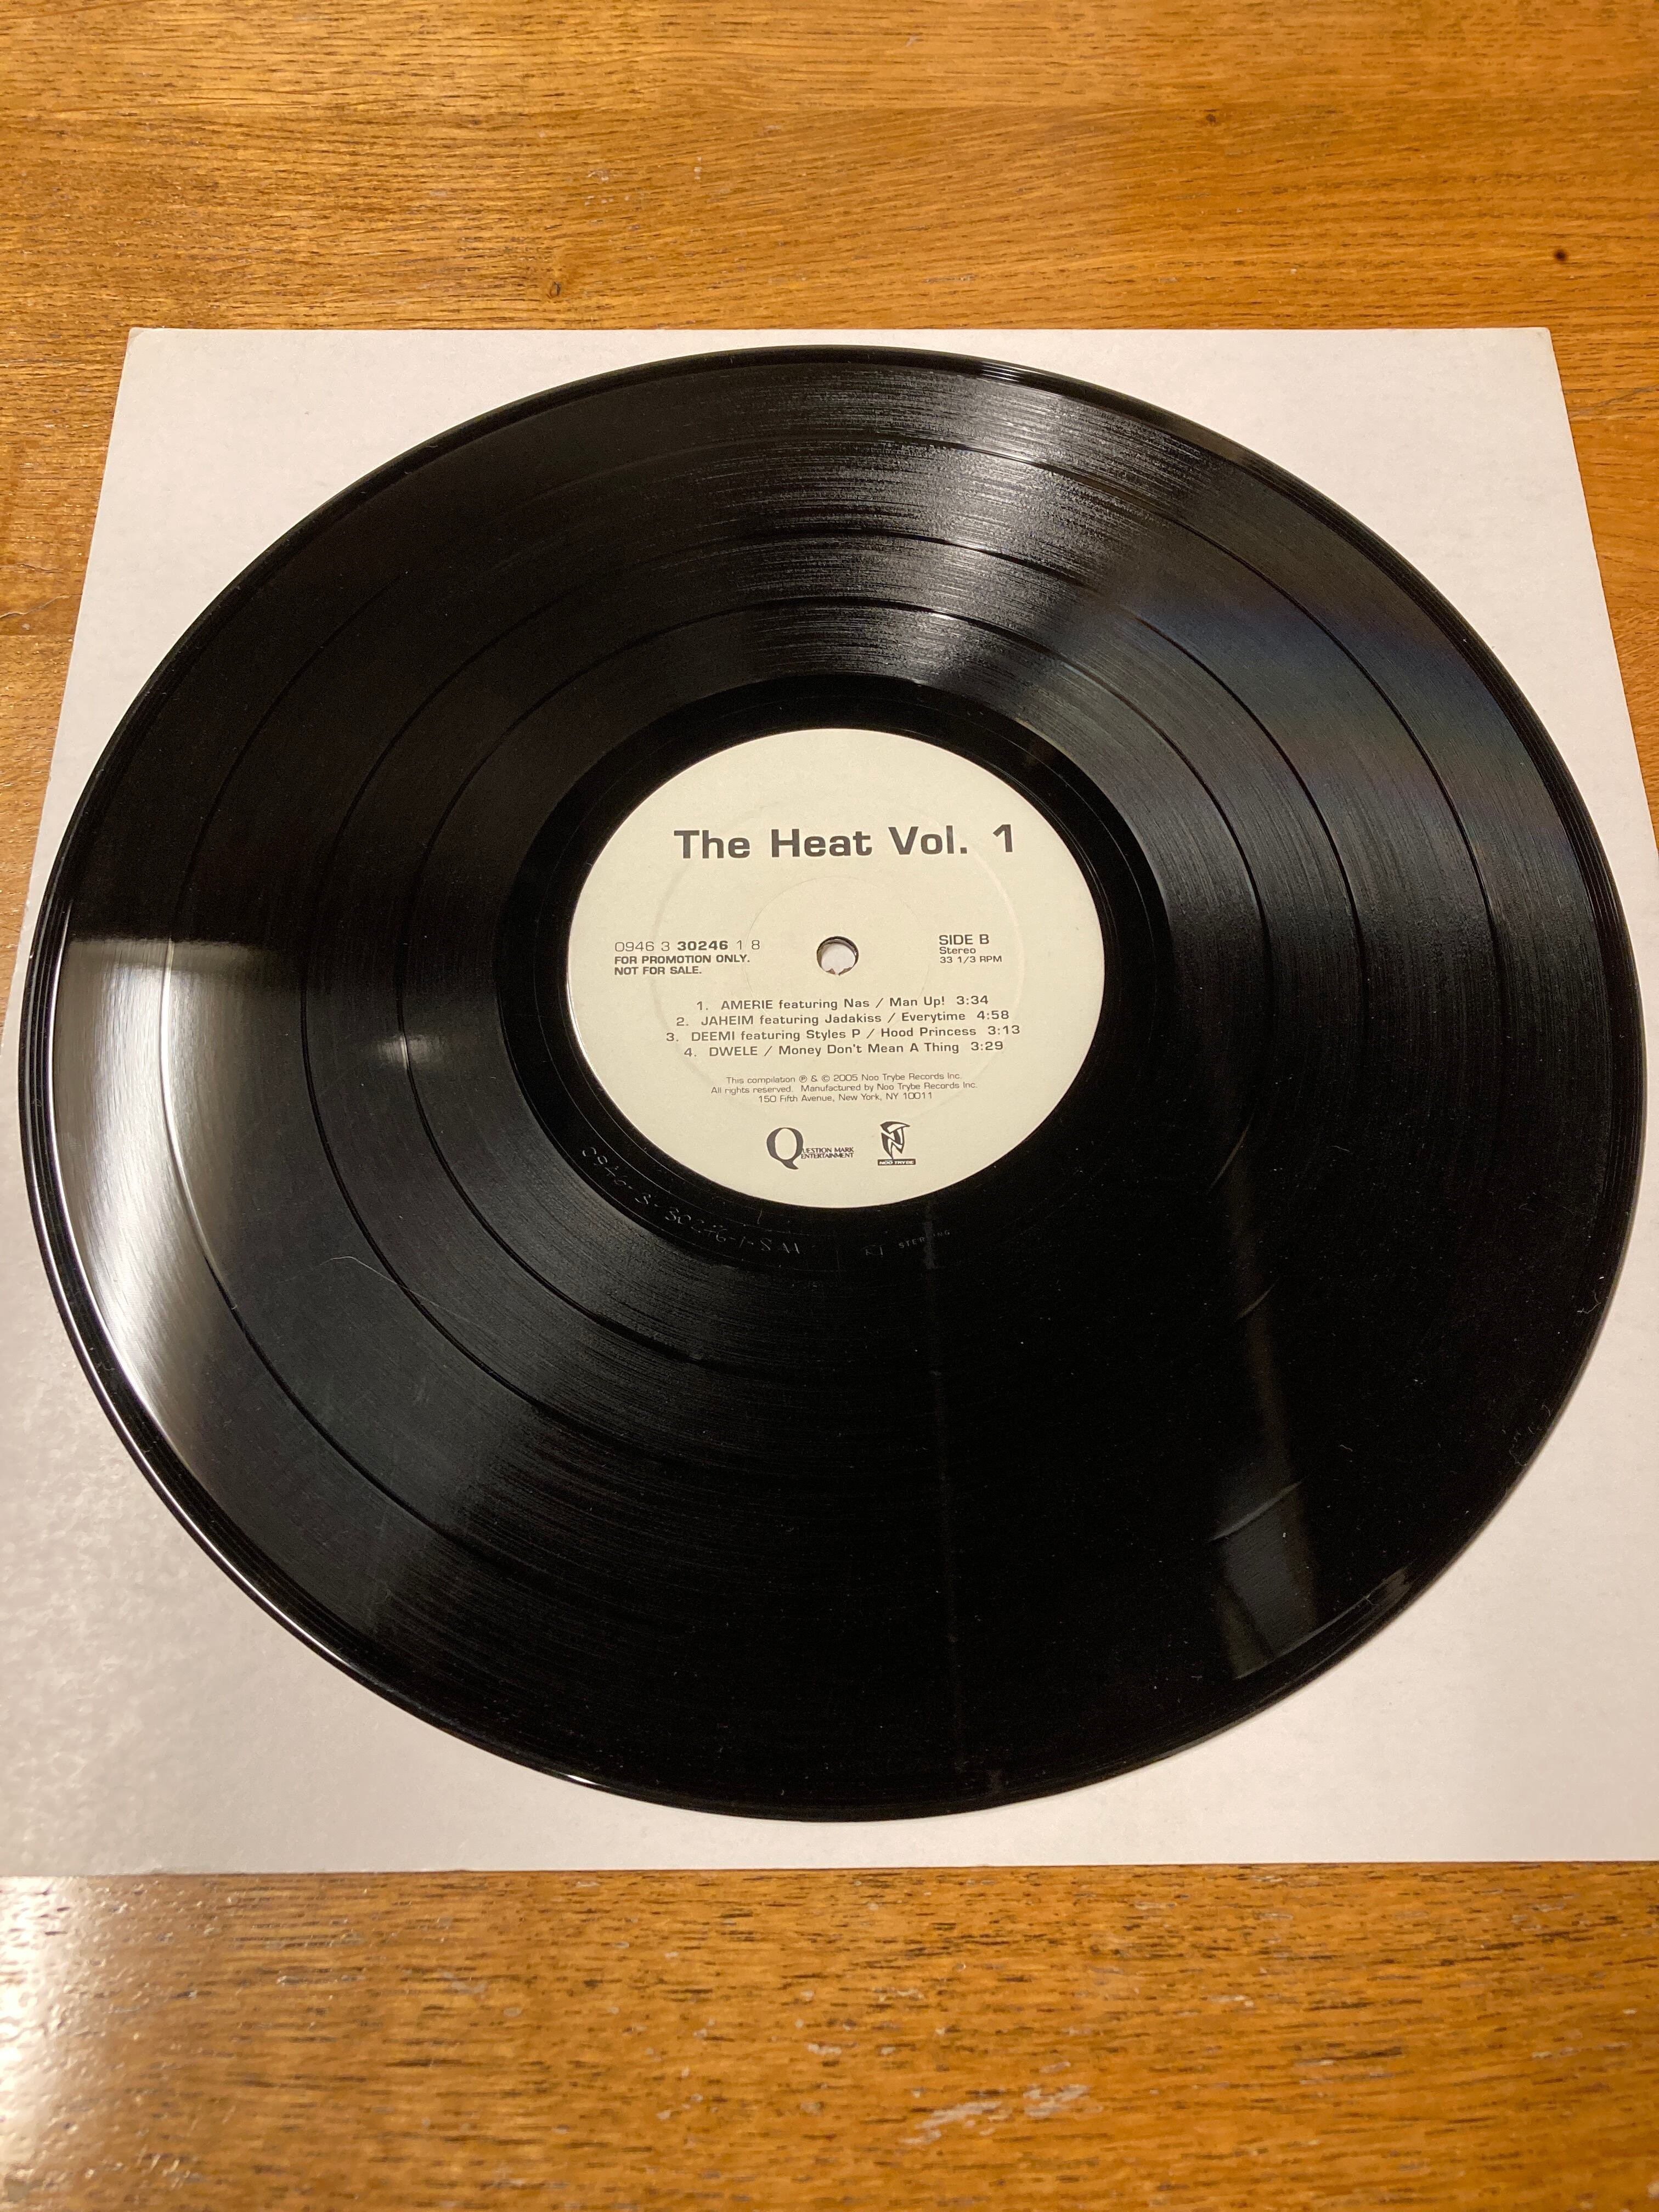 The Heat Vol. 1
0946 3 30246 1 8
FOR PROMOTION ONLY.
NOT FOR SALE.
SIDE B
Stereo
33 1/3 RPM
1. AMERIE featuring Nas / Man Up! 3:34
2. JAHEIM featuring Jadakiss / Everytime 4:58
3. DEEMI featuring Styles P / Hood Princess 3:13
4. DWELE / Money Don't Mean A Thing 3:29
This compilation ℗ & © 2005 Noo Trybe Records Inc.
All rights reserved. Manufactured by Noo Trybe Records Inc.
150 Fifth Avenue, New York, NY 10011
QUESTION MARK
ENTERTAINMENT
NOO TRYBE
STERLING